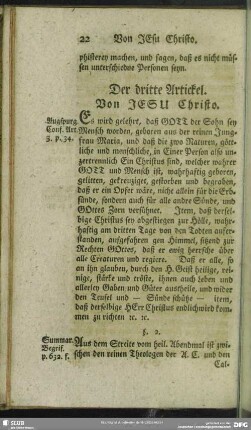 22 Von JEsu Christo.
phisterey machen, und sagen, daß es nicht müs-
sen unterschiedne Personen seyn.
Der dritte Artickel.
Von JESU Christo.
Augspurg.
Conf. Art.
3. p. 34.
Es wird gelehret, daß GOTT der Sohn sey
Mensch worden, geboren aus der reinen Jung-
frau Maria, und daß die zwo Naturen, gött-
liche und menschliche, in Einer Person also un-
zertrennlich Ein Christus sind, welcher wahrer
GOTT und Mensch ist, wahrhaftig geboren,
gelitten, gekreuziget, gestorben und begraben,
daß er ein Opfer wäre, nicht allein für die Erb-
sünde, sondern auch für alle andre Sünde, und
GOttes Zorn versühnet. Item, daß dersel-
bige Christus sey abgestiegen zur Hölle, wahr-
haftig am dritten Tage von den Todten aufer-
standen, aufgefahren gen Himmel, sitzend zur
Rechten GOttes, daß er ewig herrsche über
alle Creaturen und regiere. Daß er alle, so
an ihn glauben, durch den H. Geist heilige, rei-
nige, stärke und tröste, ihnen auch Leben und
allerley Gaben und Güter austheile, und wider
den Teufel und — Sünde schütze — item,
daß derselbige HErr Christus endlich wird kom-
men zu richten ꝛc. ꝛc.
§. 2.
Summar.
Begrif.
p. 632. s.
Aus dem Streite vom heil. Abendmal ist zwi-
schen den reinen Theologen der A. C. und den
Cal-
SLUB
DFG